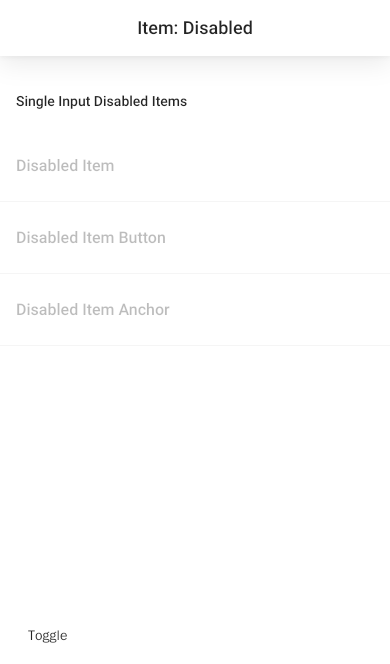 Item: Disabled
Single Input Disabled Items
Disabled Item
Disabled Item Button
Disabled Item Anchor
Toggle